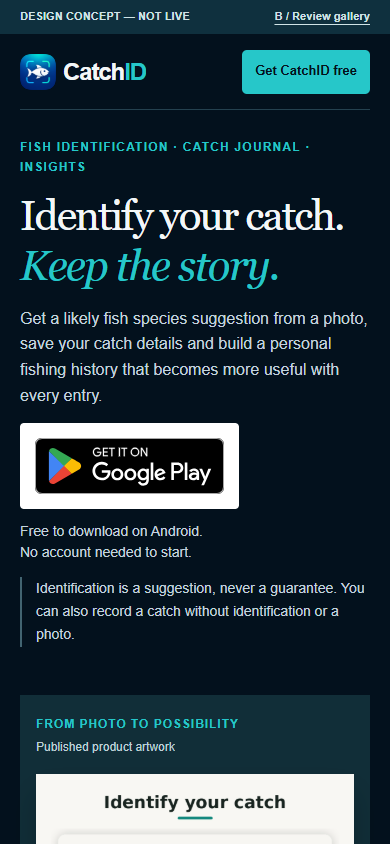 DESIGN CONCEPT — NOT LIVE
B / Review gallery
CatchID
Get CatchID free
FISH IDENTIFICATION · CATCH JOURNAL ·
INSIGHTS
Identify your catch.
Keep the story.
Get a likely fish species suggestion from a photo,
save your catch details and build a personal
fishing history that becomes more useful with
every entry.
GET IT ON
Google Play
Free to download on Android.
No account needed to start.
Identification is a suggestion, never a guarantee. You
can also record a catch without identification or a
photo.
FROM PHOTO TO POSSIBILITY
Published product artwork
Identify your catch